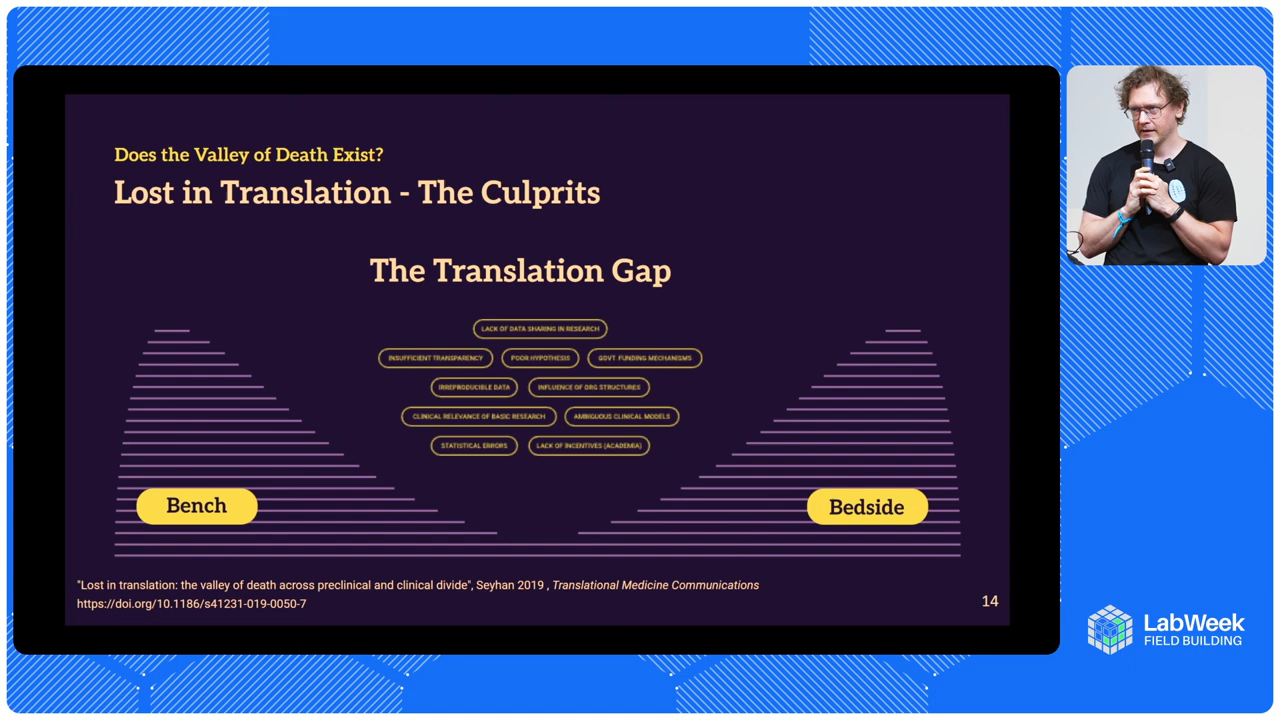 Does the Valley of Death Exist?
Lost in Translation - The Culprits
The Translation Gap
LACK OF DATA SHARING IN RESEARCH
INSUFFICIENT TRANSPARENCY
POOR HYPOTHESIS
GOVT FUNDING MECHANISMS
IRREPRODUCIBLE DATA
INFLUENCE OF ORG STRUCTURES
CLINICAL RELEVANCE OF BASIC RESEARCH
AMBIGUOUS CLINICAL MODELS
STATISTICAL ERRORS
LACK OF INCENTIVES (ACADEMIA)
Bench
Bedside
"Lost in translation: the valley of death across preclinical and clinical divide", Seyhan 2019 , Translational Medicine Communications
https://doi.org/10.1186/s41231-019-0050-7
14
LabWeek
FIELD BUILDING